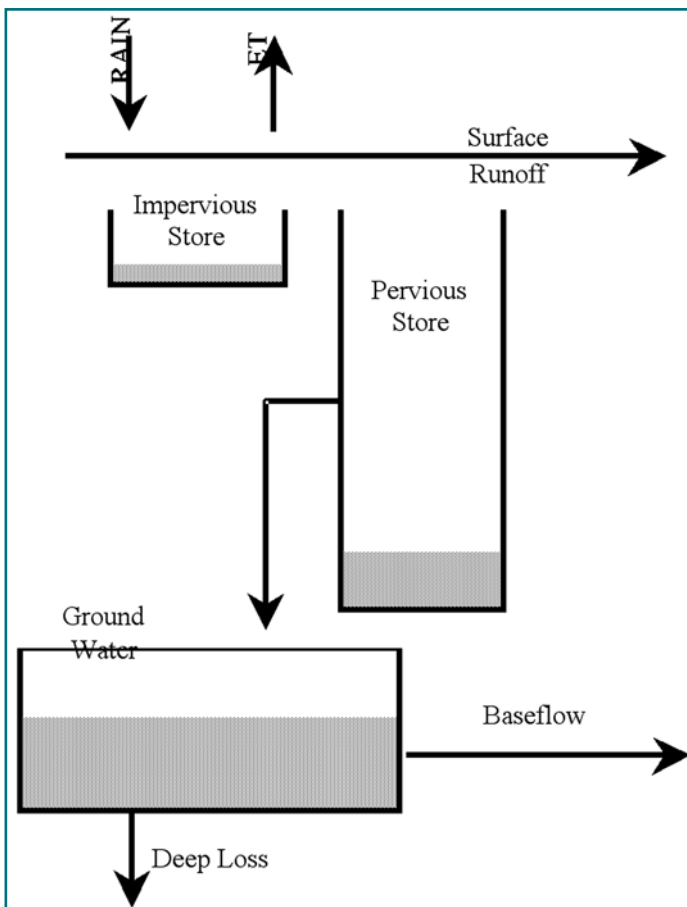 RAIN
ET
Surface
Runoff
Impervious
Store
Pervious
Store
Ground
Water
Baseflow
Deep Loss